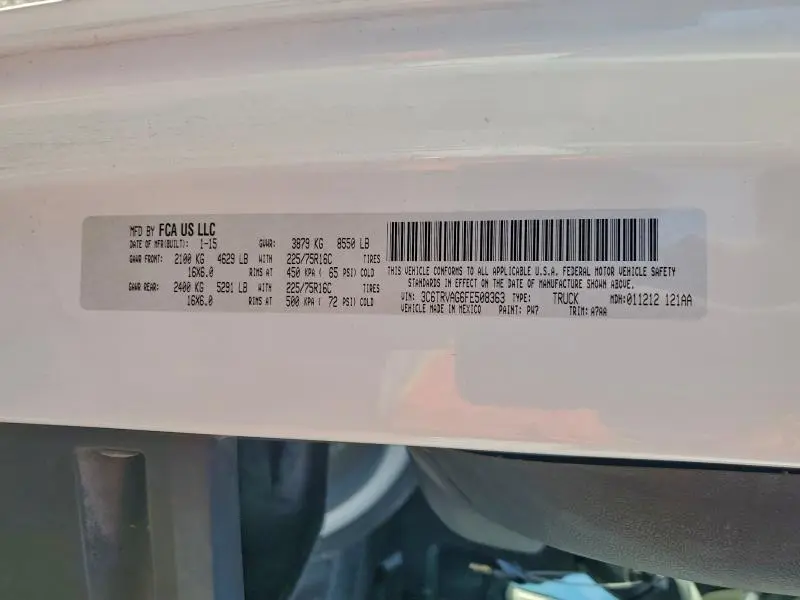 MFD BY FCA US LLC
DATE OF MFR(BUILT): 1-15 GVWR: 3879 KG 8550 LB
GAWR FRONT: 2100 KG 4629 LB WITH 225/75R16C TIRES
16X6.0 RIMS AT 450 KPA ( 65 PSI) COLD
GAWR REAR: 2400 KG 5291 LB WITH 225/75R16C TIRES
16X6.0 RIMS AT 500 KPA ( 72 PSI) COLD
THIS VEHICLE CONFORMS TO ALL APPLICABLE U.S.A. FEDERAL MOTOR VEHICLE SAFETY
STANDARDS IN EFFECT ON THE DATE OF MANUFACTURE SHOWN ABOVE.
VIN: 3C6TRVAG6FE508363 TYPE: TRUCK MDH:011212 121AA
VEHICLE MADE IN MEXICO PAINT: PW7 TRIM: A7AA